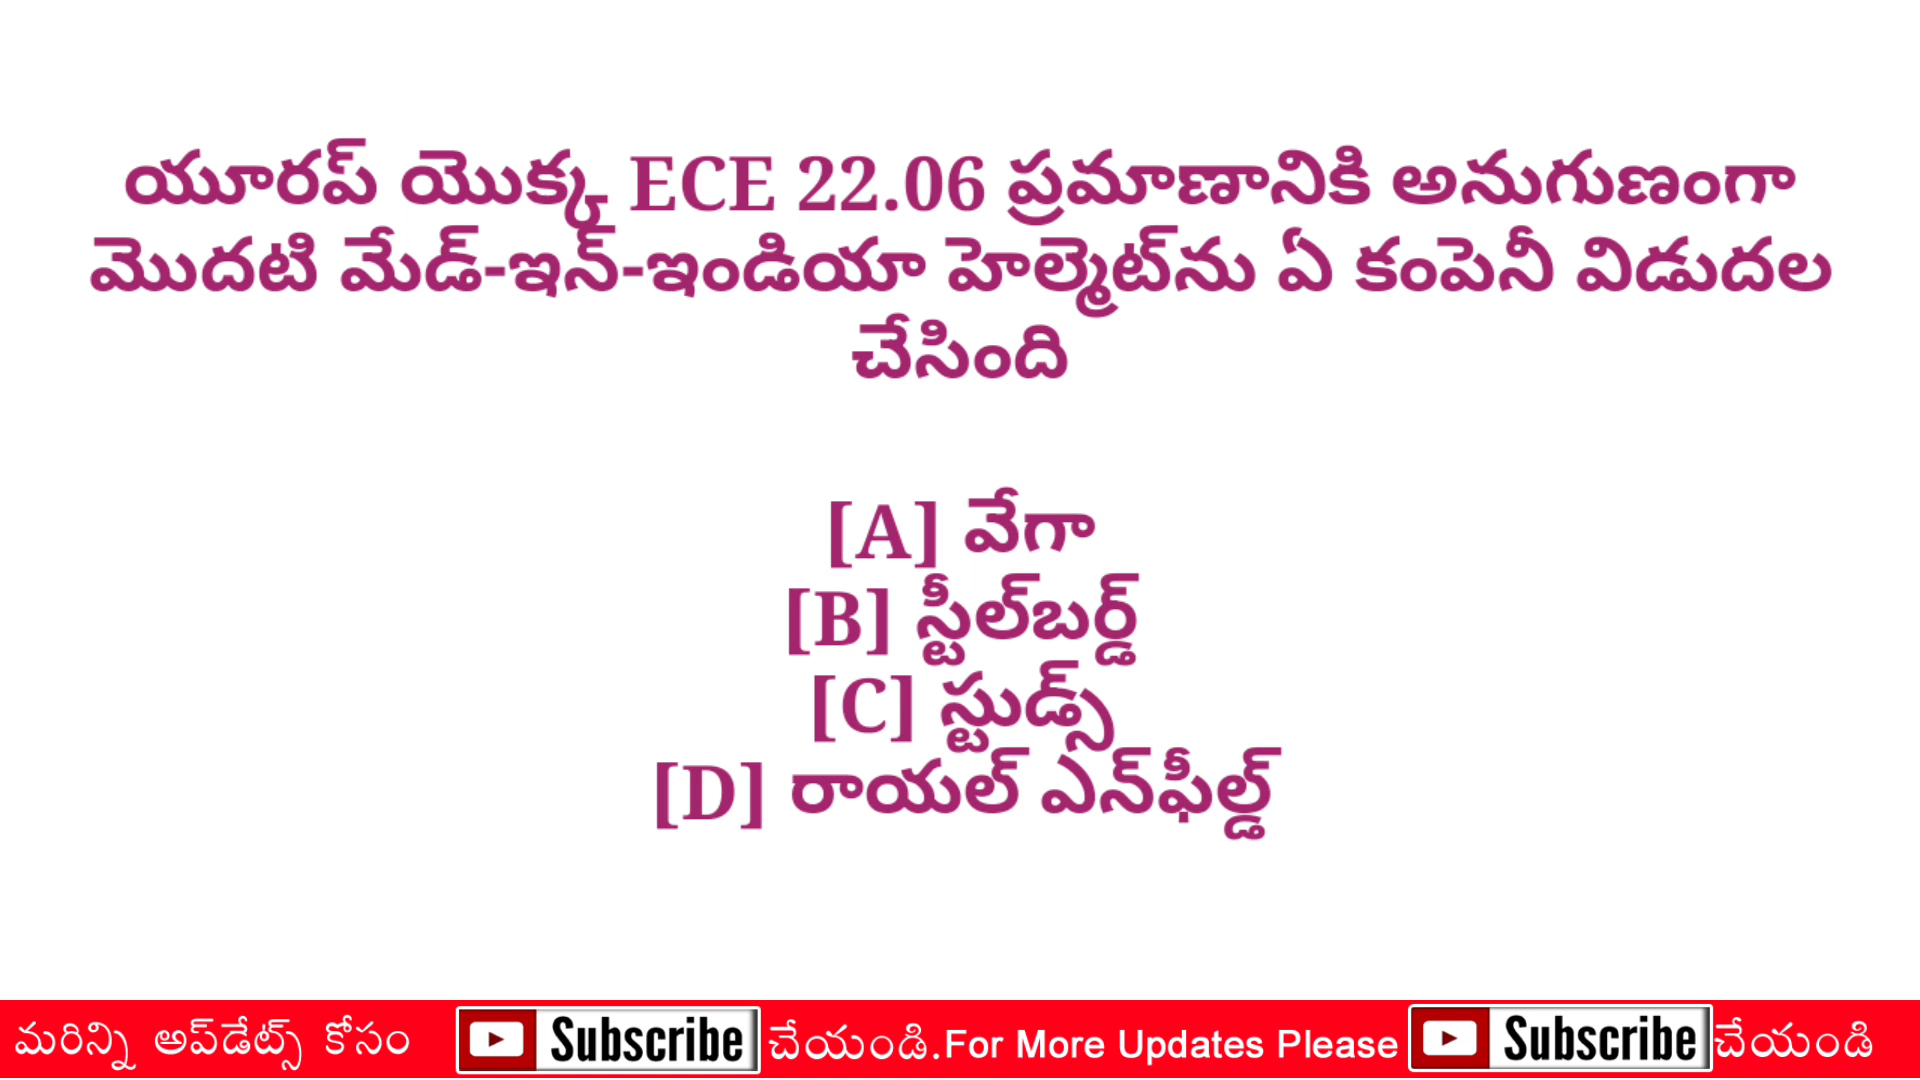 యూరప్ యొక్క ECE 22.06 ప్రమాణానికి అనుగుణంగా
మొదటి మేడ్-ఇన్-ఇండియా హెల్మెట్‌ను ఏ కంపెనీ విడుదల
చేసింది
[A] వేగా
[B] స్టీల్‌బర్డ్
[C] స్టుడ్స్
[D] రాయల్ ఎన్‌ఫీల్డ్
మరిన్ని అప్‌డేట్స్ కోసం Subscribe చేయండి.For More Updates Please Subscribe చేయండి